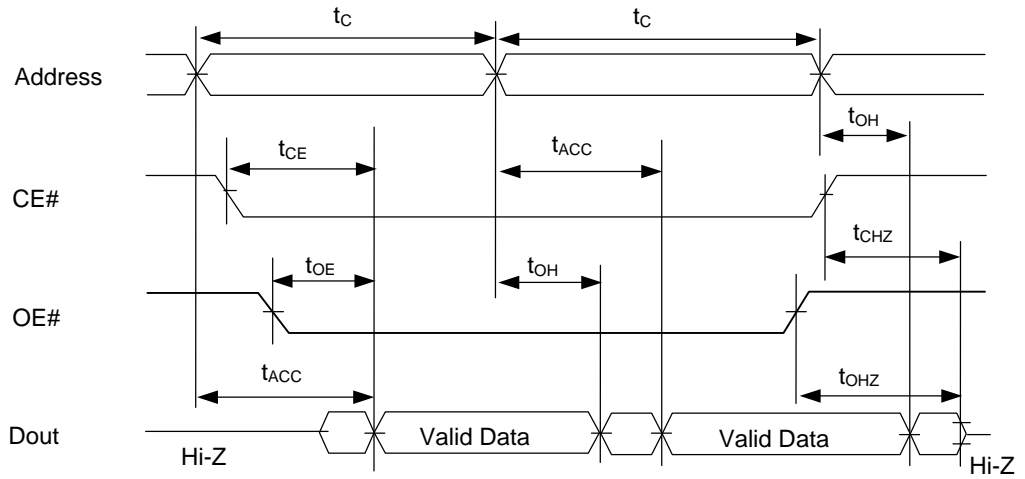 tC tC
Address
tOH
tCE tACC
CE#
tCHZ
tOE tOH
OE#
tACC tOHZ
Dout Valid Data Valid Data
Hi-Z Hi-Z